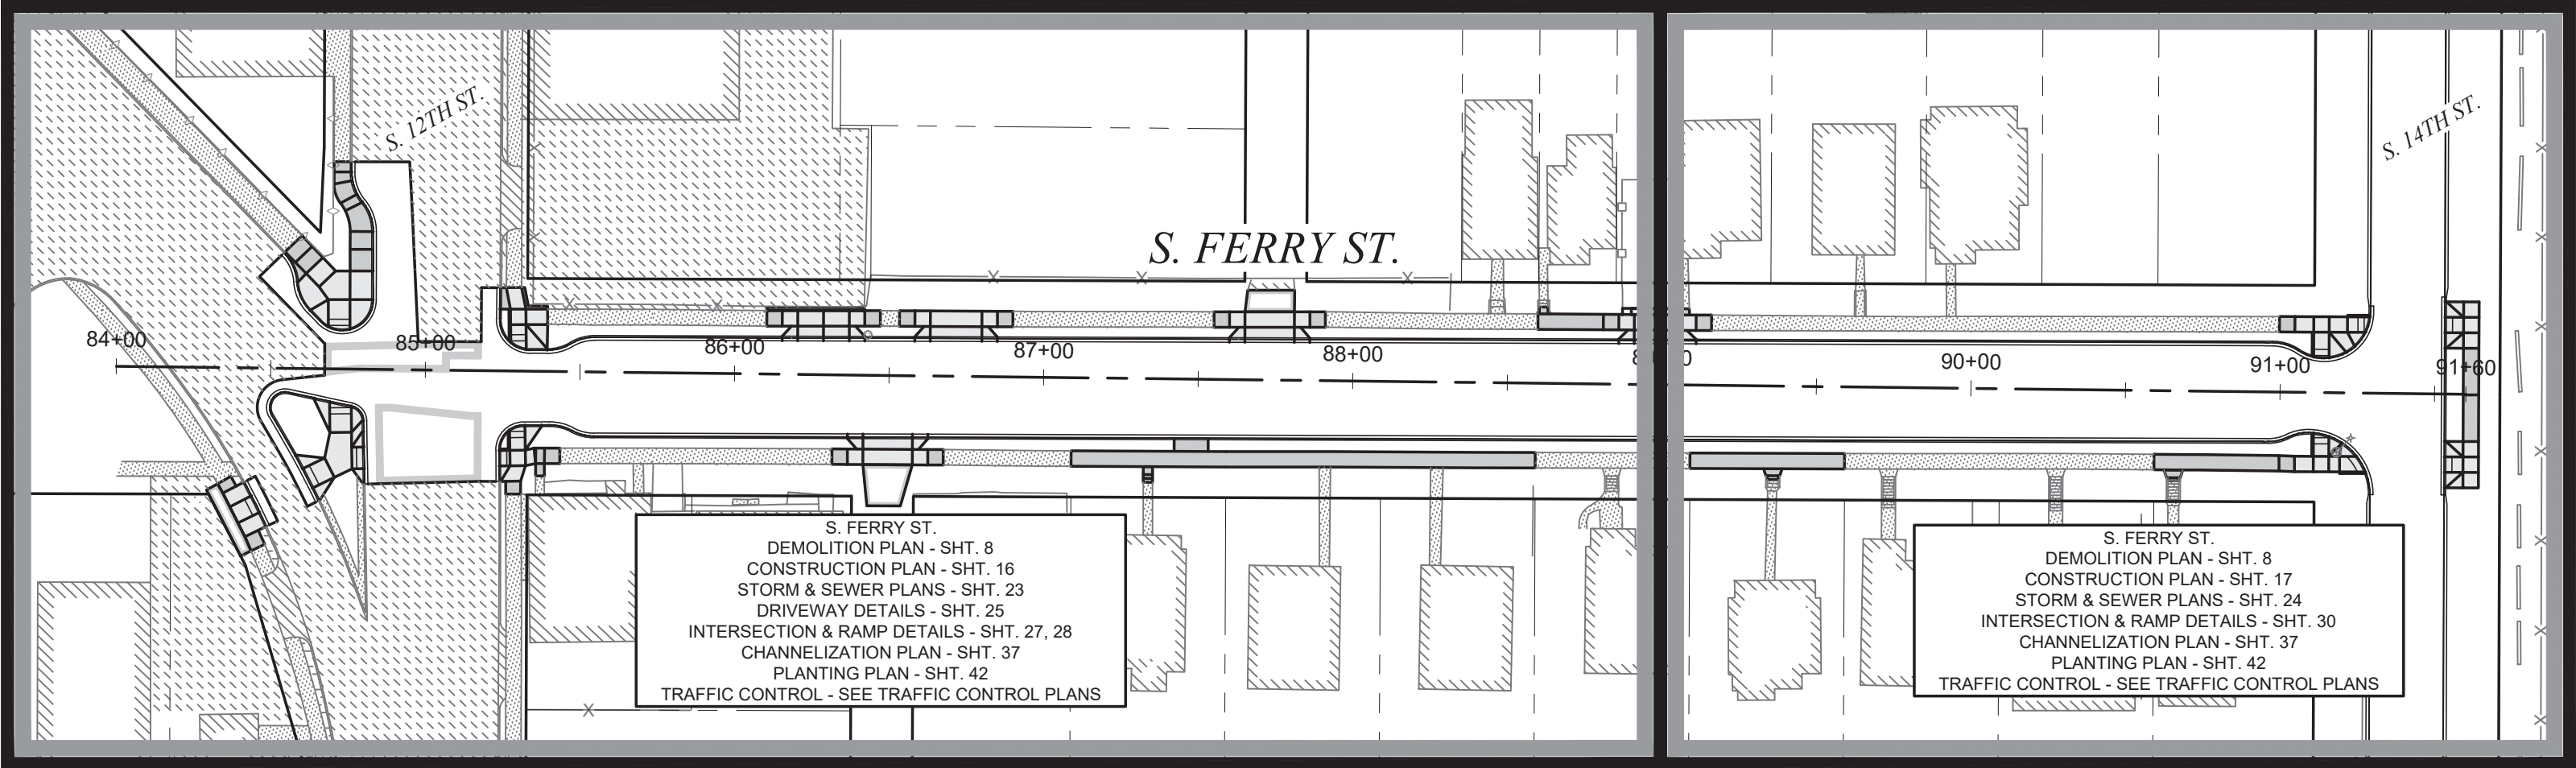 S. 12TH ST.
S. 14TH ST.
S. FERRY ST.
84+00
85+00
86+00
87+00
88+00
90+00
91+00
91+60
S. FERRY ST.
DEMOLITION PLAN - SHT. 8
CONSTRUCTION PLAN - SHT. 16
STORM & SEWER PLANS - SHT. 23
DRIVEWAY DETAILS - SHT. 25
INTERSECTION & RAMP DETAILS - SHT. 27, 28
CHANNELIZATION PLAN - SHT. 37
PLANTING PLAN - SHT. 42
TRAFFIC CONTROL - SEE TRAFFIC CONTROL PLANS
S. FERRY ST.
DEMOLITION PLAN - SHT. 8
CONSTRUCTION PLAN - SHT. 17
STORM & SEWER PLANS - SHT. 24
INTERSECTION & RAMP DETAILS - SHT. 30
CHANNELIZATION PLAN - SHT. 37
PLANTING PLAN - SHT. 42
TRAFFIC CONTROL - SEE TRAFFIC CONTROL PLANS